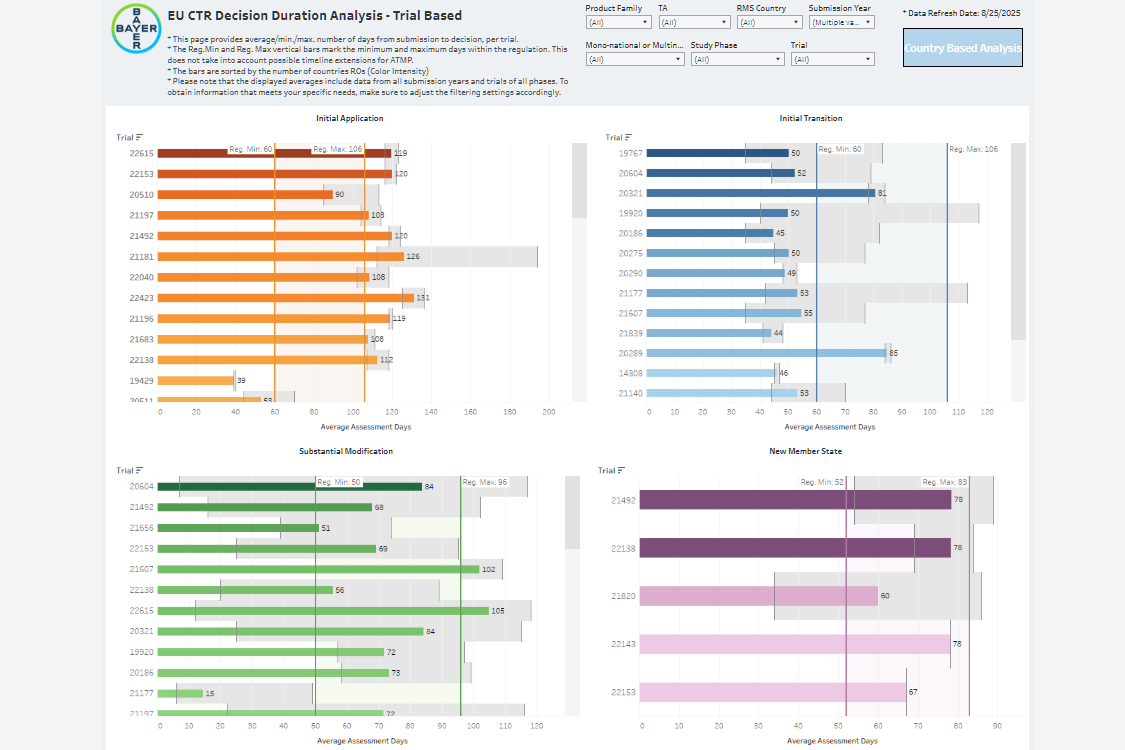 BAYER
BAYER
EU CTR Decision Duration Analysis - Trial Based
* This page provides average/min./max. number of days from submission to decision, per trial.
* The Reg.Min and Reg. Max vertical bars mark the minimum and maximum days within the regulation. This
does not take into account possible timeline extensions for ATMP.
* The bars are sorted by the number of countries ROs (Color Intensity)
* Please note that the displayed averages include data from all submission years and trials of all phases. To
obtain information that meets your specific needs, make sure to adjust the filtering settings accordingly.
Product Family TA RMS Country Submission Year
(All) (All) (All) (Multiple va...
Mono-national or Multin... Study Phase Trial
(All) (All) (All)
* Data Refresh Date: 8/25/2025
Country Based Analysis
Initial Application
Trial
Reg. Min: 60 Reg. Max: 106
22615 119
22153 120
20510 90
21197 108
21492 120
21181 126
22040 108
22423 131
21196 119
21683 108
22138 112
19429 39
20511 53
0 20 40 60 80 100 120 140 160 180 200
Average Assessment Days
Initial Transition
Trial
Reg. Min: 60 Reg. Max: 106
19767 50
20604 52
20321 81
19920 50
20186 45
20275 50
20290 49
21177 53
21607 55
21839 44
20289 85
14308 46
21140 53
0 10 20 30 40 50 60 70 80 90 100 110 120
Average Assessment Days
Substantial Modification
Trial
Reg. Min: 50 Reg. Max: 96
20604 84
21492 68
21656 51
22153 69
21607 102
22138 56
22615 105
20321 84
19920 72
20186 73
21177 15
21197 72
0 10 20 30 40 50 60 70 80 90 100 110 120
Average Assessment Days
New Member State
Trial
Reg. Min: 52 Reg. Max: 83
21492 78
22138 78
21820 60
22143 78
22153 67
0 10 20 30 40 50 60 70 80 90
Average Assessment Days